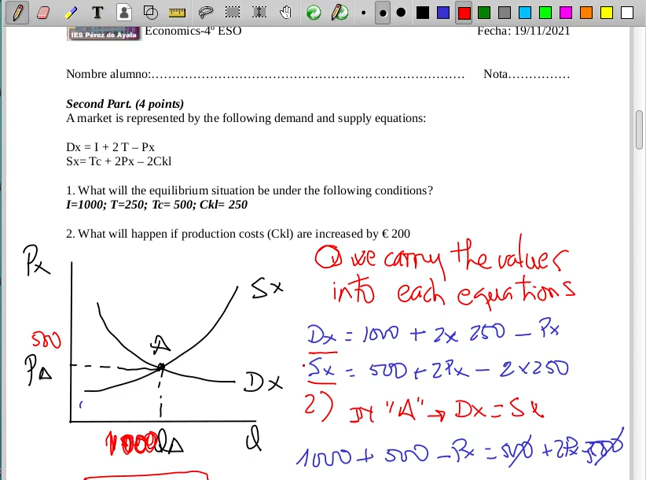 IES Pérez de Ayala
Economics-4º ESO
Fecha: 19/11/2021
Nombre alumno:…………………………………………………………………… Nota……………
Second Part. (4 points)
A market is represented by the following demand and supply equations:
Dx = I + 2 T – Px
Sx= Tc + 2Px – 2Ckl
1. What will the equilibrium situation be under the following conditions?
I=1000; T=250; Tc= 500; Ckl= 250
2. What will happen if production costs (Ckl) are increased by € 200
Px
Sx
A
500
PA
Dx
1000
QA
Q
1 we carry the values
into each equations
Dx = 1000 + 2x 250 - Px
Sx = 500 + 2Px - 2x250
2) IN "A" → Dx = Sx
1000 + 500 - Px = 500 + 2Px - 500